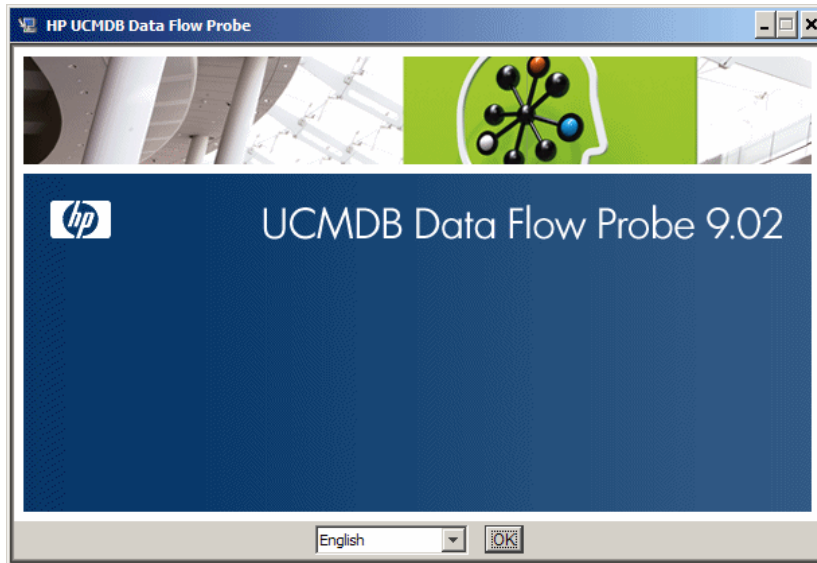 HP UCMDB Data Flow Probe
hp
UCMDB Data Flow Probe 9.02
English
OK